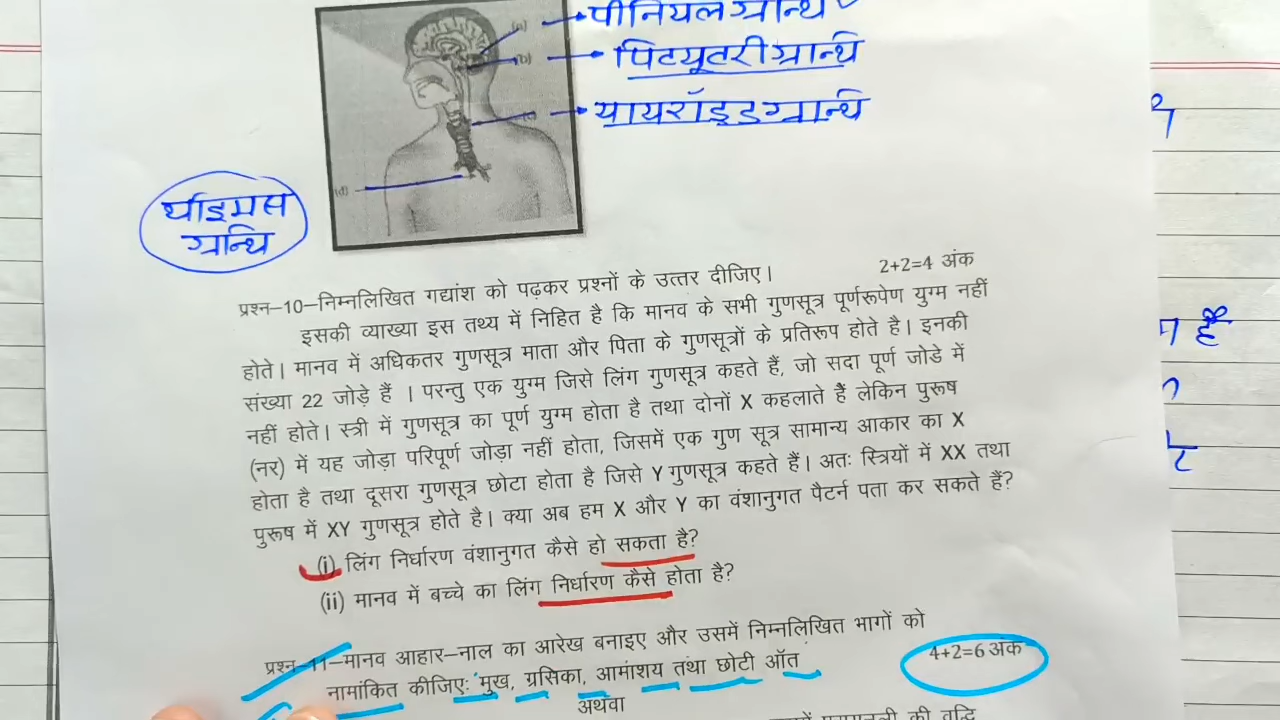 (a) पीनियल ग्रन्थि
(b) पिटयूटरी ग्रान्थि
(c) थायरॉइड ग्रान्थि
(d)
थाइमस
ग्रान्थि
प्रश्न–10–निम्नलिखित गद्यांश को पढ़कर प्रश्नों के उत्तर दीजिए। 2+2=4 अंक
इसकी व्याख्या इस तथ्य में निहित है कि मानव के सभी गुणसूत्र पूर्णरूपेण युग्म नहीं
होते। मानव में अधिकतर गुणसूत्र माता और पिता के गुणसूत्रों के प्रतिरूप होते है। इनकी
संख्या 22 जोड़े हैं । परन्तु एक युग्म जिसे लिंग गुणसूत्र कहते हैं, जो सदा पूर्ण जोडे में
नहीं होते। स्त्री में गुणसूत्र का पूर्ण युग्म होता है तथा दोनों X कहलाते हैं लेकिन पुरूष
(नर) में यह जोड़ा परिपूर्ण जोड़ा नहीं होता, जिसमें एक गुण सूत्र सामान्य आकार का X
होता है तथा दूसरा गुणसूत्र छोटा होता है जिसे Y गुणसूत्र कहते हैं। अतः स्त्रियों में XX तथा
पुरूष में XY गुणसूत्र होते है। क्या अब हम X और Y का वंशानुगत पैटर्न पता कर सकते हैं?
(i) लिंग निर्धारण वंशानुगत कैसे हो सकता है?
(ii) मानव में बच्चे का लिंग निर्धारण कैसे होता है?
प्रश्न–11–मानव आहार–नाल का आरेख बनाइए और उसमें निम्नलिखित भागों को
नामांकित कीजिएः मुख, ग्रसिका, आमाशय तथा छोटी ऑत 4+2=6 अंक
अथवा
की वृद्धि
है